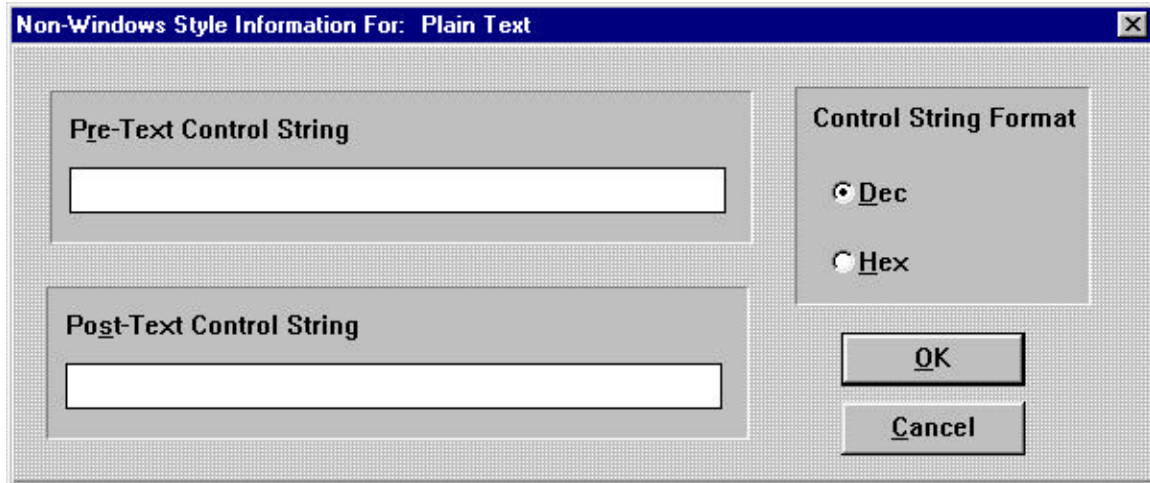 Non-Windows Style Information For: Plain Text
Pre-Text Control String
Post-Text Control String
Control String Format
Dec
Hex
OK
Cancel